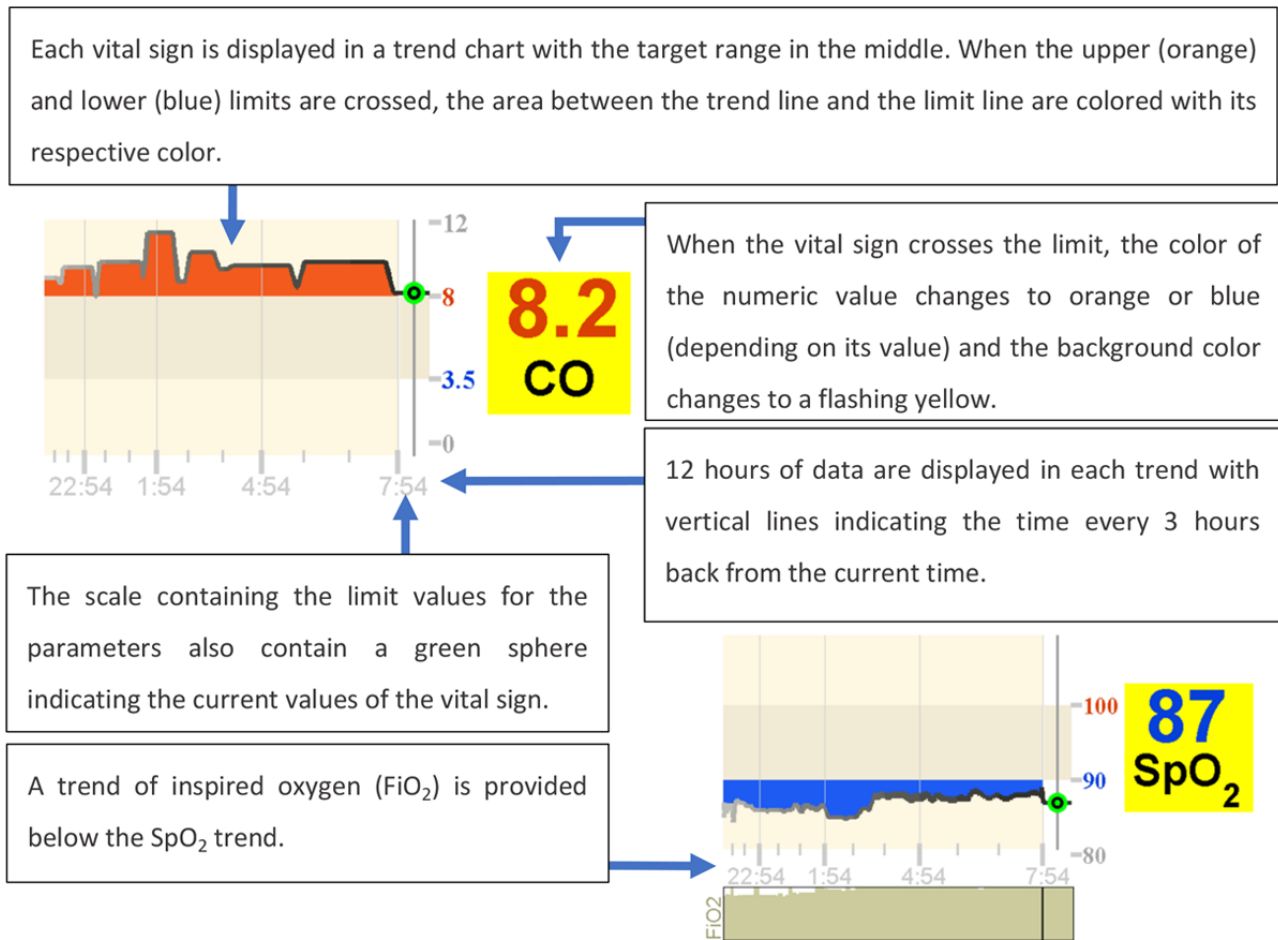 Each vital sign is displayed in a trend chart with the target range in the middle. When the upper (orange)
and lower (blue) limits are crossed, the area between the trend line and the limit line are colored with its
respective color.
12
8
3.5
0
22:54 1:54 4:54 7:54
8.2
CO
When the vital sign crosses the limit, the color of
the numeric value changes to orange or blue
(depending on its value) and the background color
changes to a flashing yellow.
12 hours of data are displayed in each trend with
vertical lines indicating the time every 3 hours
back from the current time.
The scale containing the limit values for the
parameters also contain a green sphere
indicating the current values of the vital sign.
A trend of inspired oxygen (FiO₂) is provided
below the SpO₂ trend.
100
90
80
22:54 1:54 4:54 7:54
87
SpO₂
FiO2